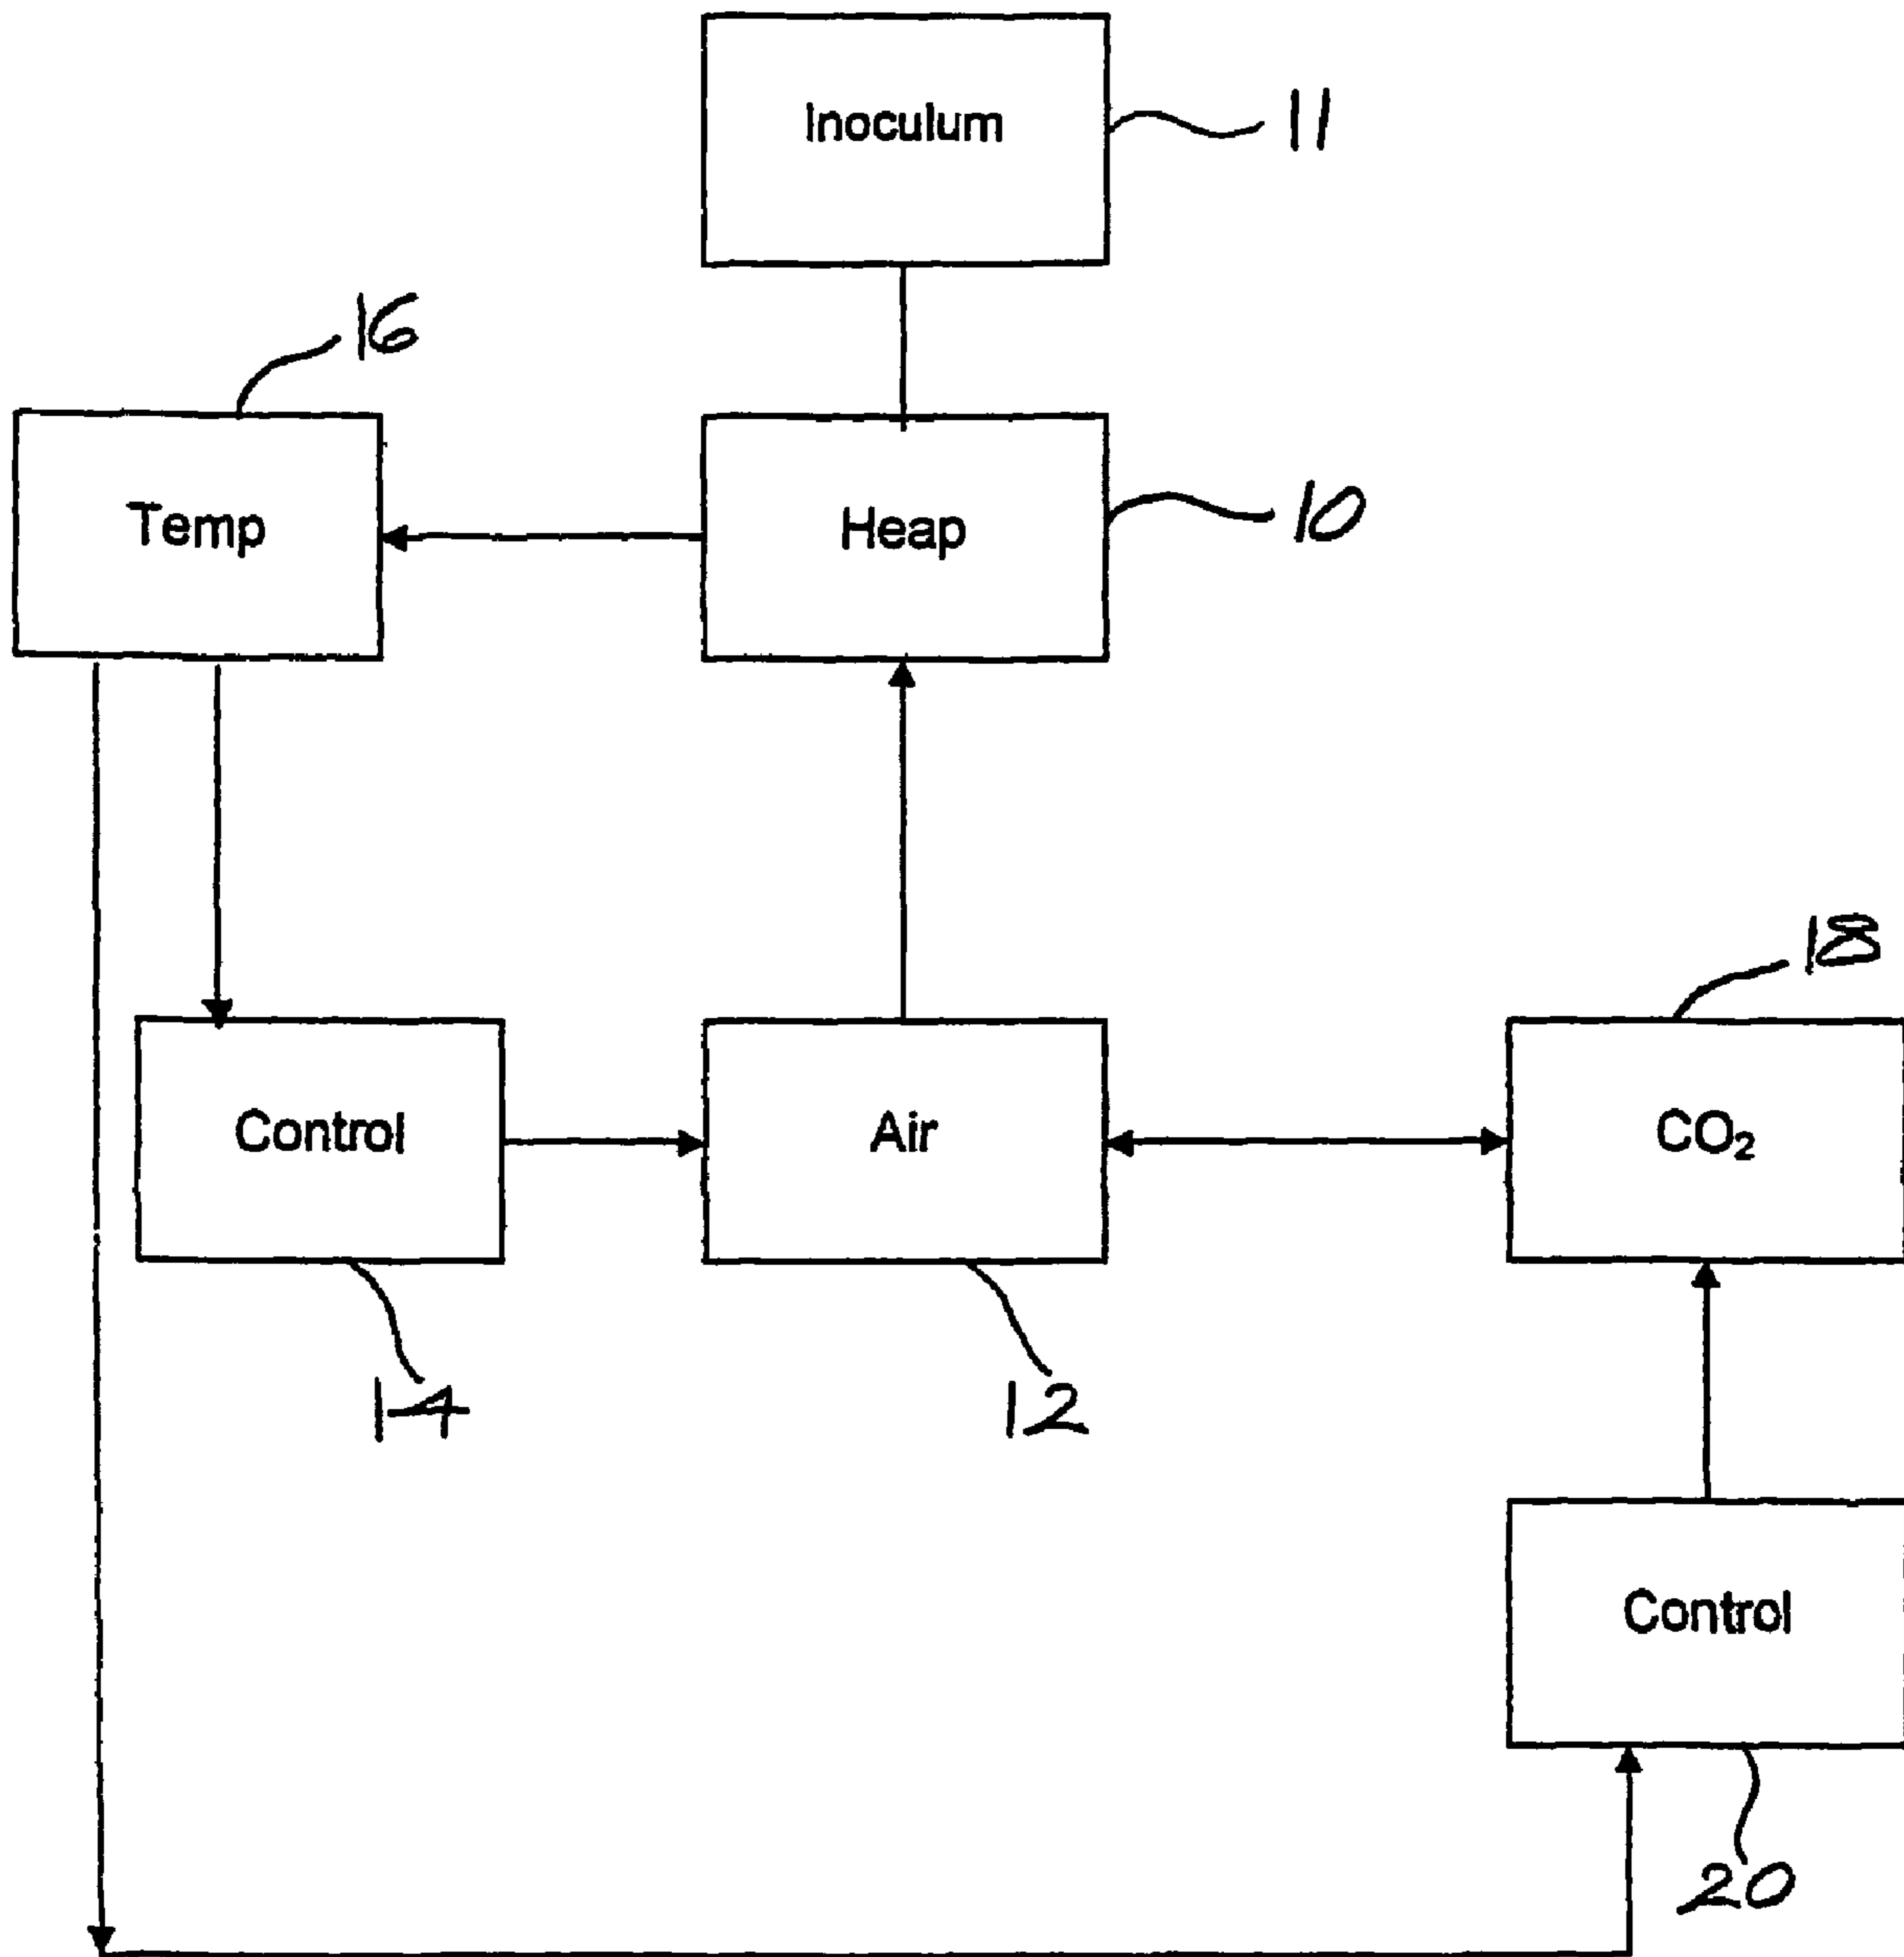 Inoculum
11
16
Temp
Heap
10
18
Control
Air
CO₂
14
12
Control
20